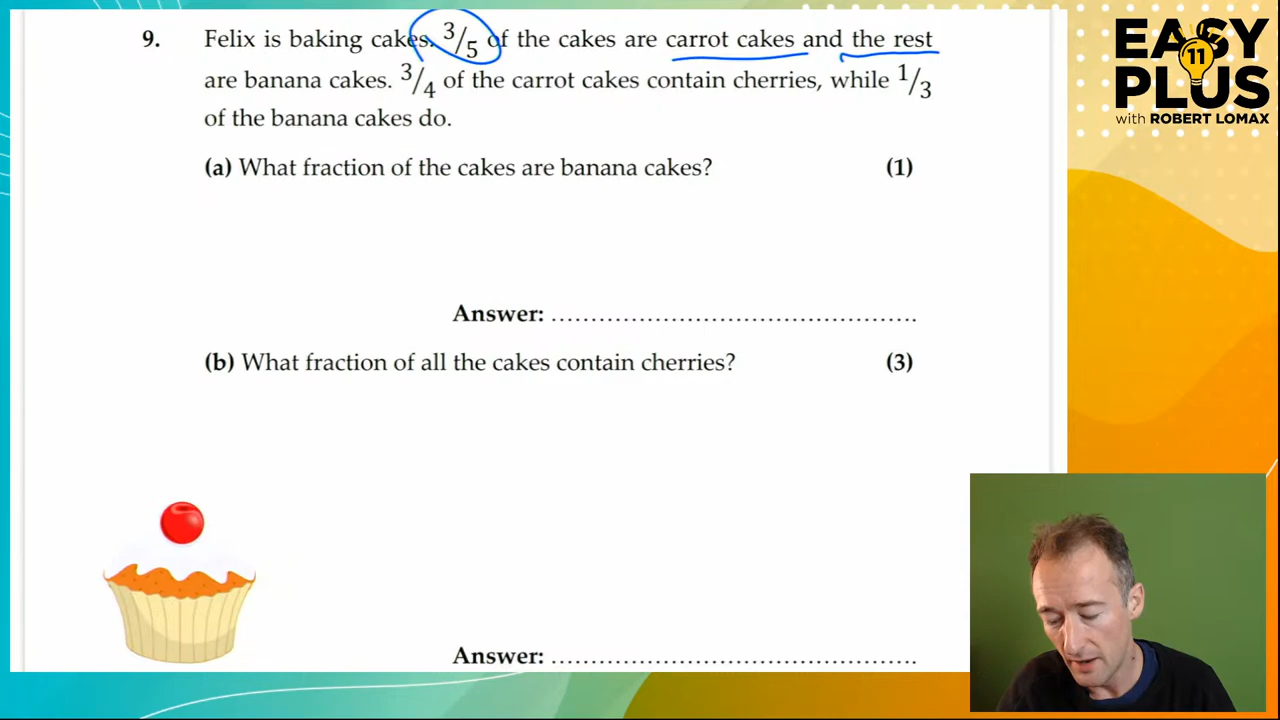 9. Felix is baking cakes. 3/5 of the cakes are carrot cakes and the rest
are banana cakes. 3/4 of the carrot cakes contain cherries, while 1/3
of the banana cakes do.
(a) What fraction of the cakes are banana cakes? (1)
Answer: ..............................................
(b) What fraction of all the cakes contain cherries? (3)
Answer: ..............................................
EASY
11
PLUS
with ROBERT LOMAX